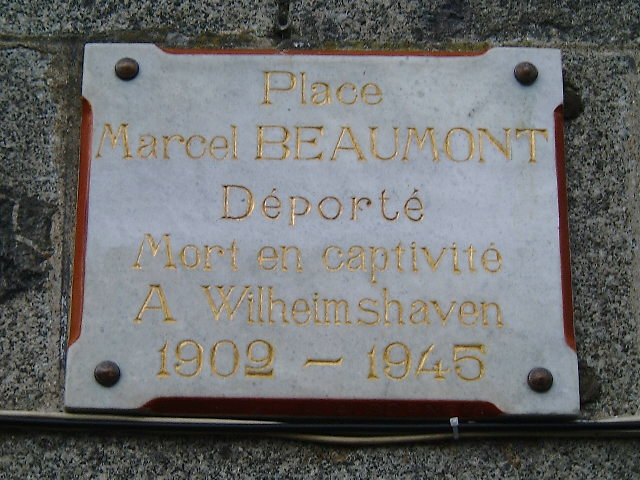 Place
Marcel BEAUMONT
Déporté
Mort en captivité
A Wilheimshaven
1902 - 1945